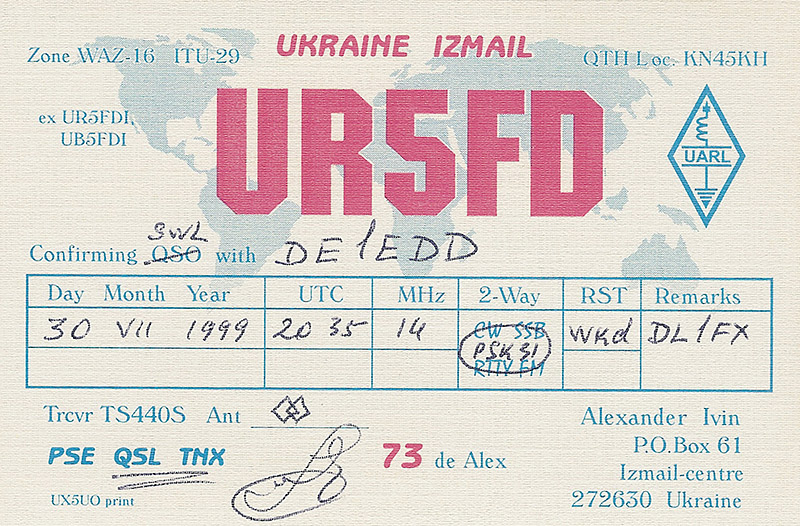 UKRAINE IZMAIL
Zone WAZ-16 ITU-29
QTH Loc. KN45KH
ex UR5FDI,
UB5FDI
UR5FD
UARL
SWL
Confirming QSO with DE1EDD
Day Month Year UTC MHz 2-Way RST Remarks
30 VII 1999 20 35 14 CW SSB wkd DL1FX
PSK 31
RTTY FM
Trcvr TS440S Ant
PSE QSL TNX
73 de Alex
UX5UO print
Alexander Ivin
P.O.Box 61
Izmail-centre
272630 Ukraine